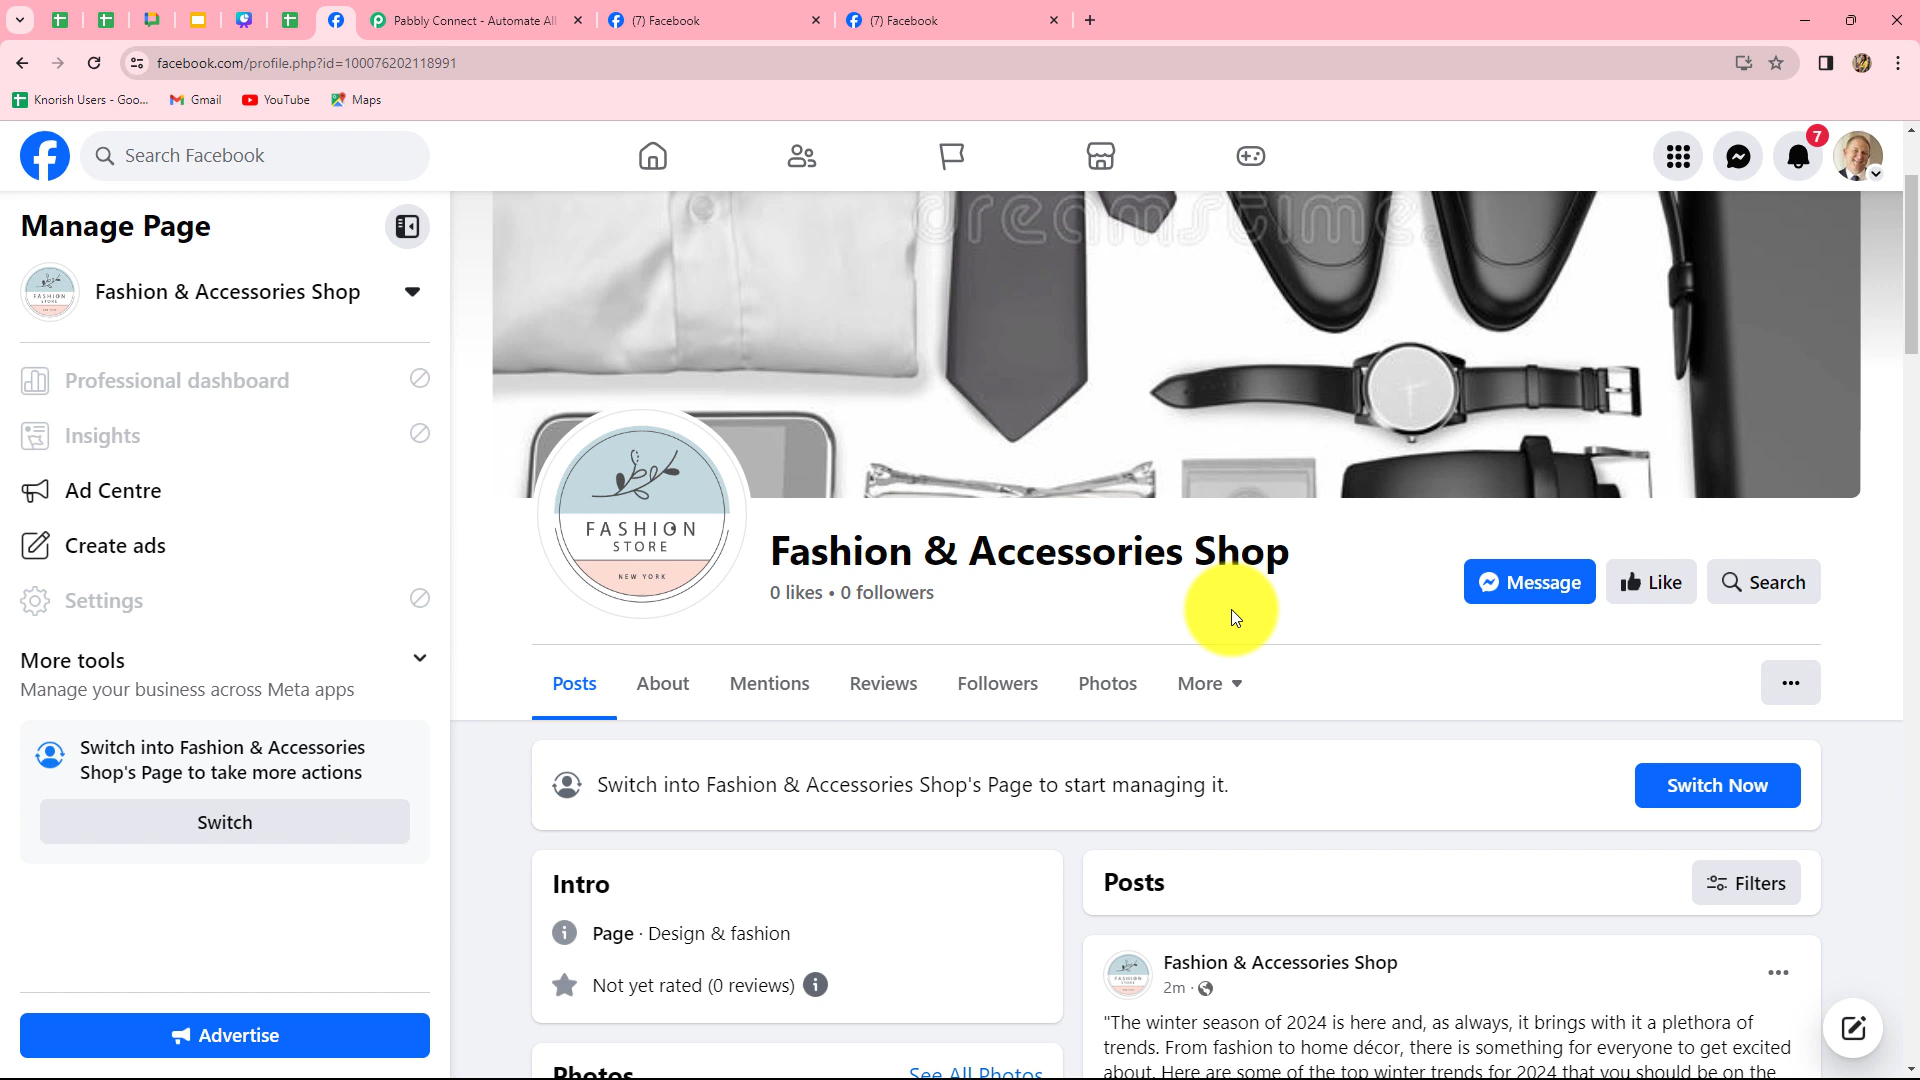 Pabbly Connect - Automate All
(7) Facebook
(7) Facebook
facebook.com/profile.php?id=100076202118991
Knorish Users - Goo...
Gmail
YouTube
Maps
Search Facebook
7
Manage Page
Fashion & Accessories Shop
Professional dashboard
Insights
Ad Centre
Create ads
Settings
More tools
Manage your business across Meta apps
Switch into Fashion & Accessories
Shop's Page to take more actions
Switch
Advertise
dreamstime.
FASHION
STORE
NEW YORK
Fashion & Accessories Shop
0 likes • 0 followers
Message
Like
Search
Posts
About
Mentions
Reviews
Followers
Photos
More
Switch into Fashion & Accessories Shop's Page to start managing it.
Switch Now
Intro
Page · Design & fashion
Not yet rated (0 reviews)
Photos
See All Photos
Posts
Filters
Fashion & Accessories Shop
2m ·
"The winter season of 2024 is here and, as always, it brings with it a plethora of
trends. From fashion to home décor, there is something for everyone to get excited
about. Here are some of the top winter trends for 2024 that you should be on the